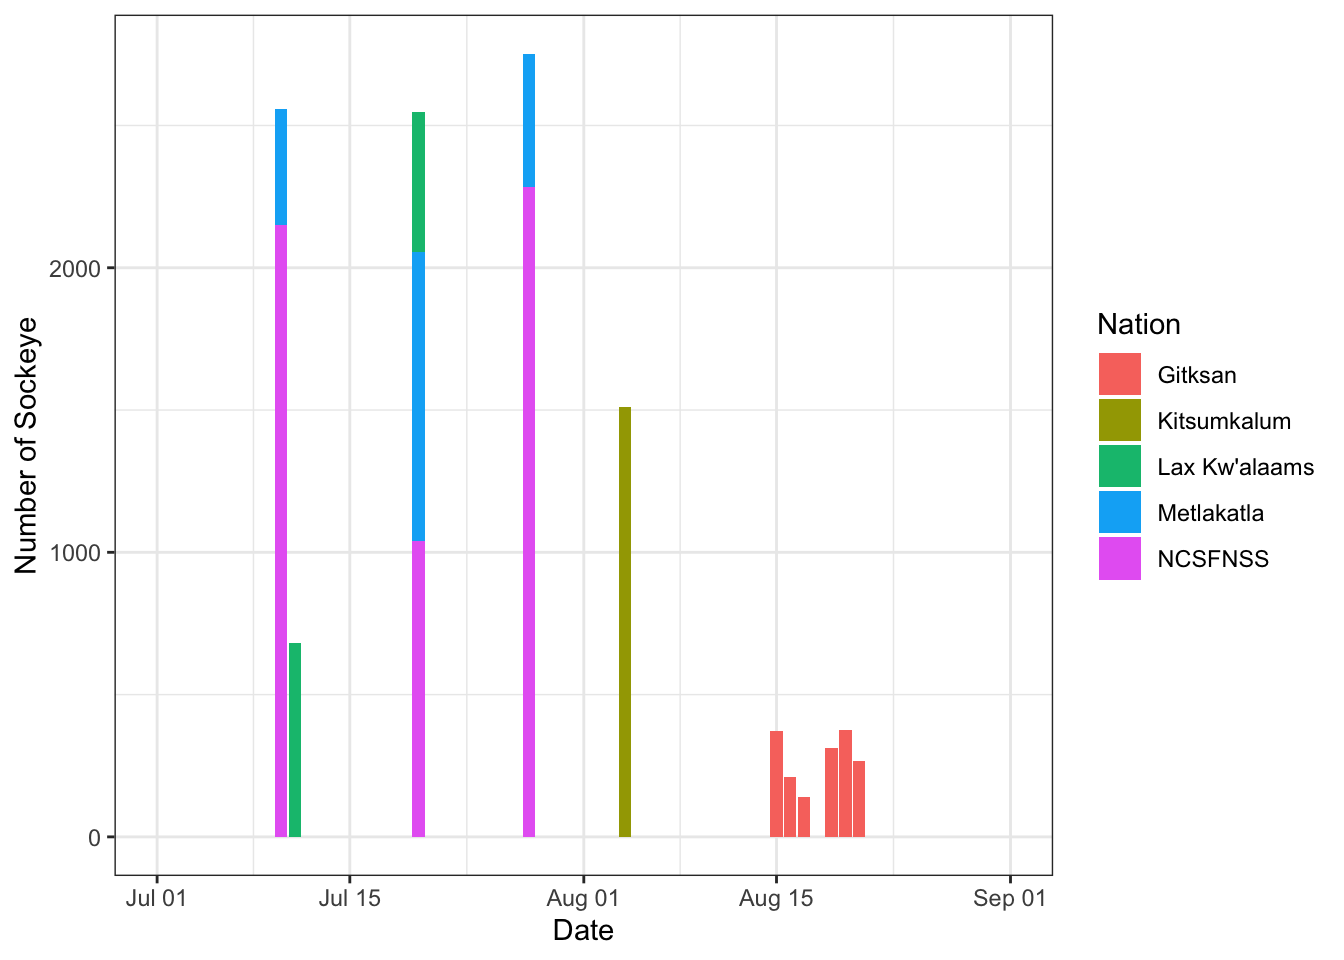 Number of Sockeye
2000
1000
0
Jul 01
Jul 15
Aug 01
Aug 15
Sep 01
Date
Nation
Gitksan
Kitsumkalum
Lax Kw'alaams
Metlakatla
NCSFNSS